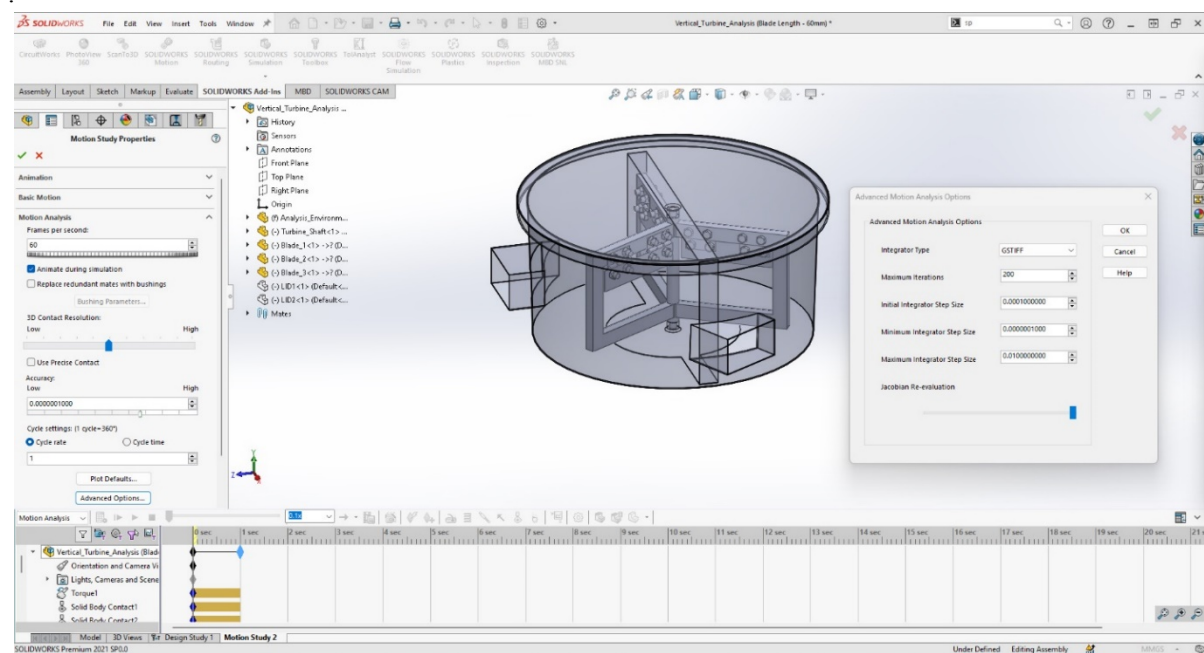 SOLIDWORKS File Edit View Insert Tools Window
Vertical_Turbine_Analysis (Blade Length - 60mm) *
sp
CircuitWorks PhotoView 360 ScanTo3D SOLIDWORKS Motion SOLIDWORKS Routing SOLIDWORKS Simulation SOLIDWORKS Toolbox TolAnalyst SOLIDWORKS Flow Simulation SOLIDWORKS Plastics SOLIDWORKS Inspection SOLIDWORKS MBD SNL
Assembly Layout Sketch Markup Evaluate SOLIDWORKS Add-Ins MBD SOLIDWORKS CAM
Motion Study Properties
Animation
Basic Motion
Motion Analysis
Frames per second:
60
Animate during simulation
Replace redundant mates with bushings
Bushing Parameters...
3D Contact Resolution:
Low High
Use Precise Contact
Accuracy:
Low High
0.0000001000
Cycle settings: (1 cycle=360°)
Cycle rate Cycle time
1
Plot Defaults...
Advanced Options...
Vertical_Turbine_Analysis ...
History
Sensors
Annotations
Front Plane
Top Plane
Right Plane
Origin
(f) Analysis_Environm...
(-) Turbine_Shaft<1> ...
(-) Blade_1<1> ->? (D...
(-) Blade_2<1> ->? (D...
(-) Blade_3<1> ->? (D...
(-) LID1<1> (Default<...
(-) LID2<1> (Default<...
Mates
Y
Z
Advanced Motion Analysis Options
Advanced Motion Analysis Options
Integrator Type GSTIFF
Maximum Iterations 200
Initial Integrator Step Size 0.0001000000
Minimum Integrator Step Size 0.0000001000
Maximum Integrator Step Size 0.0100000000
Jacobian Re-evaluation
OK
Cancel
Help
Motion Analysis 0.1x
0 sec 1 sec 2 sec 3 sec 4 sec 5 sec 6 sec 7 sec 8 sec 9 sec 10 sec 11 sec 12 sec 13 sec 14 sec 15 sec 16 sec 17 sec 18 sec 19 sec 20 sec 21
Vertical_Turbine_Analysis (Blad
Orientation and Camera Vi
Lights, Cameras and Scene
Torque1
Solid Body Contact1
Solid Body Contact2
Model 3D Views Design Study 1 Motion Study 2
SOLIDWORKS Premium 2021 SP0.0
Under Defined Editing Assembly MMGS